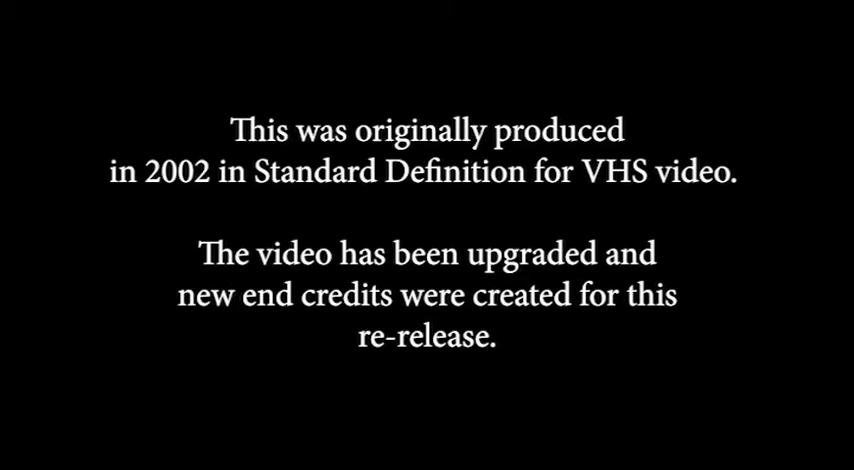 This was originally produced
in 2002 in Standard Definition for VHS video.
The video has been upgraded and
new end credits were created for this
re-release.